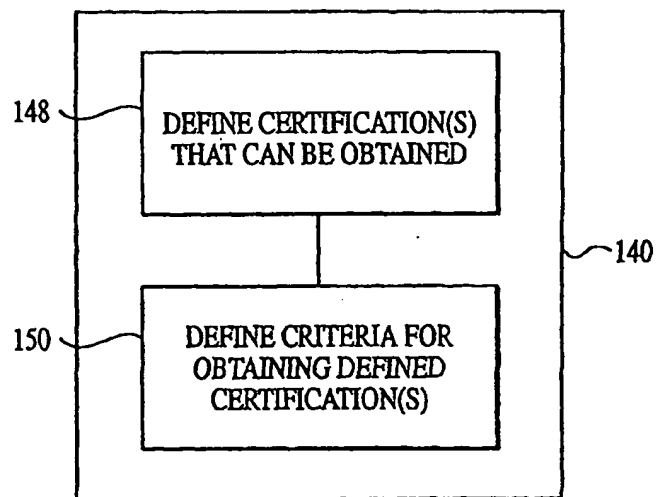 148
DEFINE CERTIFICATION(S)
THAT CAN BE OBTAINED
140
150
DEFINE CRITERIA FOR
OBTAINING DEFINED
CERTIFICATION(S)